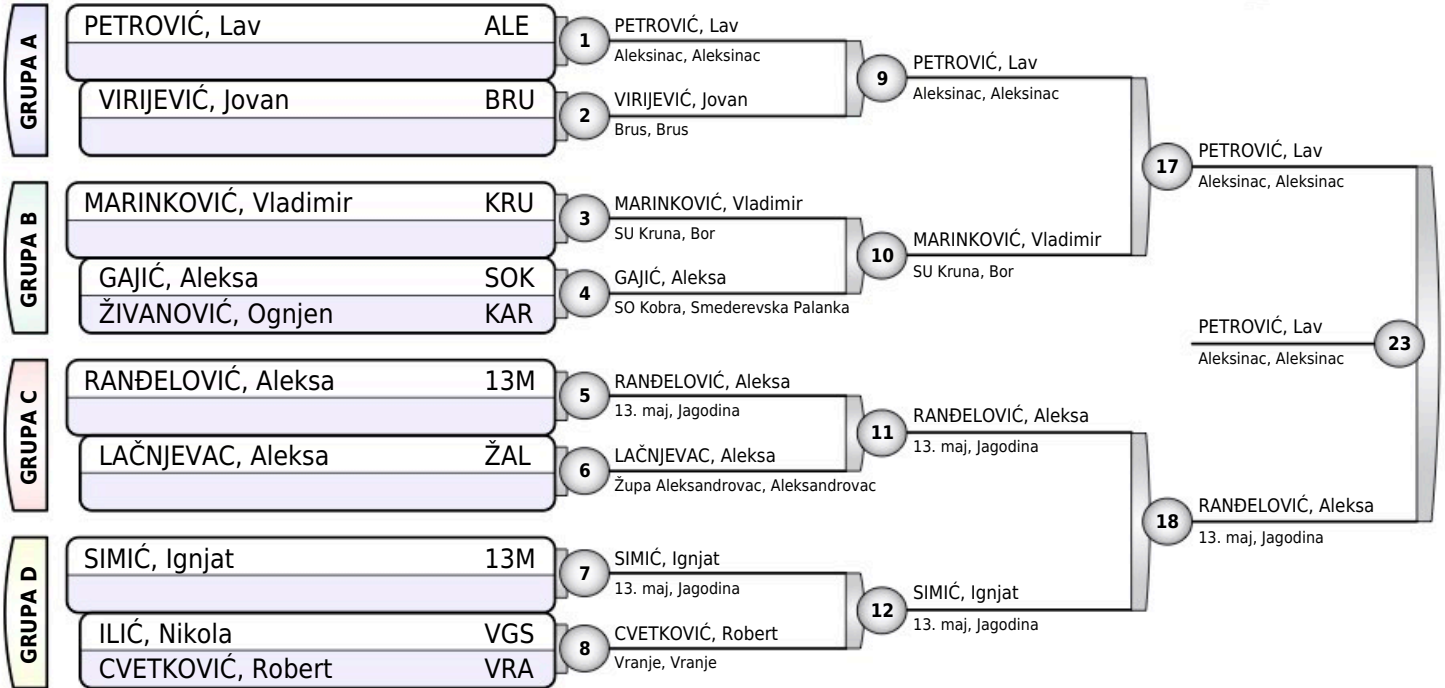 GRUPA A
PETROVIĆ, Lav ALE
VIRIJEVIĆ, Jovan BRU
GRUPA B
MARINKOVIĆ, Vladimir KRU
GAJIĆ, Aleksa SOK
ŽIVANOVIĆ, Ognjen KAR
GRUPA C
RANĐELOVIĆ, Aleksa 13M
LAČNJEVAC, Aleksa ŽAL
GRUPA D
SIMIĆ, Ignjat 13M
ILIĆ, Nikola VGS
CVETKOVIĆ, Robert VRA
1
PETROVIĆ, Lav
Aleksinac, Aleksinac
2
VIRIJEVIĆ, Jovan
Brus, Brus
3
MARINKOVIĆ, Vladimir
SU Kruna, Bor
4
GAJIĆ, Aleksa
SO Kobra, Smederevska Palanka
5
RANĐELOVIĆ, Aleksa
13. maj, Jagodina
6
LAČNJEVAC, Aleksa
Župa Aleksandrovac, Aleksandrovac
7
SIMIĆ, Ignjat
13. maj, Jagodina
8
CVETKOVIĆ, Robert
Vranje, Vranje
9
PETROVIĆ, Lav
Aleksinac, Aleksinac
10
MARINKOVIĆ, Vladimir
SU Kruna, Bor
11
RANĐELOVIĆ, Aleksa
13. maj, Jagodina
12
SIMIĆ, Ignjat
13. maj, Jagodina
17
PETROVIĆ, Lav
Aleksinac, Aleksinac
18
RANĐELOVIĆ, Aleksa
13. maj, Jagodina
PETROVIĆ, Lav
Aleksinac, Aleksinac
23